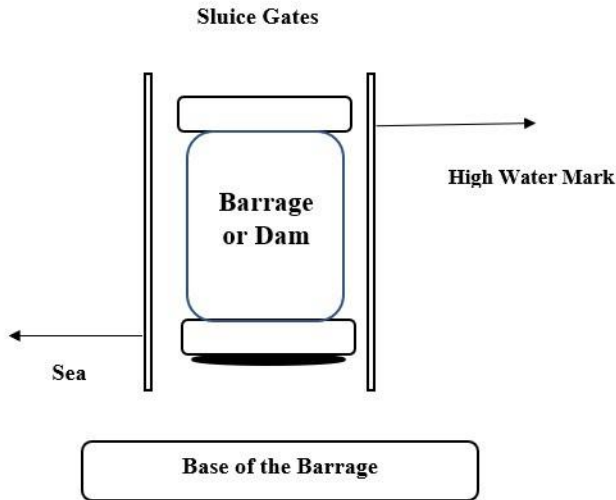 Sluice Gates
High Water Mark
Barrage
or Dam
Sea
Base of the Barrage